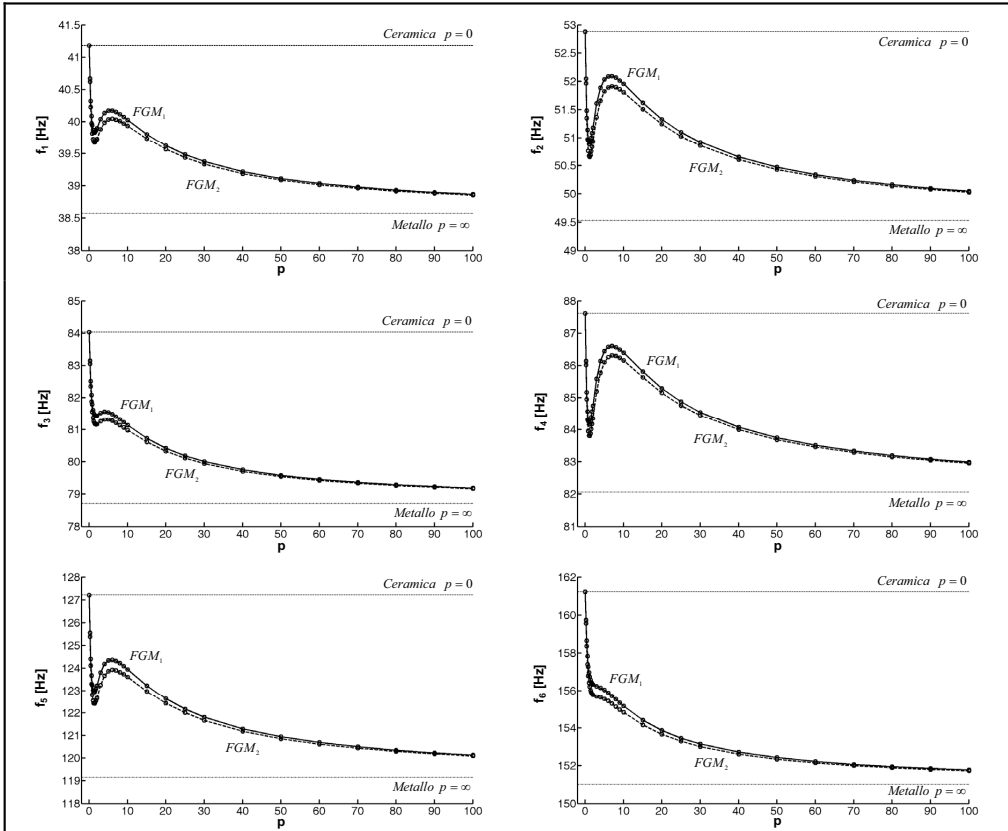 41.5
41
40.5
40
39.5
39
38.5
38
f₁ [Hz]
Ceramica p = 0
FGM₁
FGM₂
Metallo p = ∞
0 10 20 30 40 50 60 70 80 90 100
p
53
52.5
52
51.5
51
50.5
50
49.5
49
f₂ [Hz]
Ceramica p = 0
FGM₁
FGM₂
Metallo p = ∞
0 10 20 30 40 50 60 70 80 90 100
p
85
84
83
82
81
80
79
78
f₃ [Hz]
Ceramica p = 0
FGM₁
FGM₂
Metallo p = ∞
0 10 20 30 40 50 60 70 80 90 100
p
88
87
86
85
84
83
82
81
f₄ [Hz]
Ceramica p = 0
FGM₁
FGM₂
Metallo p = ∞
0 10 20 30 40 50 60 70 80 90 100
p
128
127
126
125
124
123
122
121
120
119
118
f₅ [Hz]
Ceramica p = 0
FGM₁
FGM₂
Metallo p = ∞
0 10 20 30 40 50 60 70 80 90 100
p
162
160
158
156
154
152
150
f₆ [Hz]
Ceramica p = 0
FGM₁
FGM₂
Metallo p = ∞
0 10 20 30 40 50 60 70 80 90 100
p